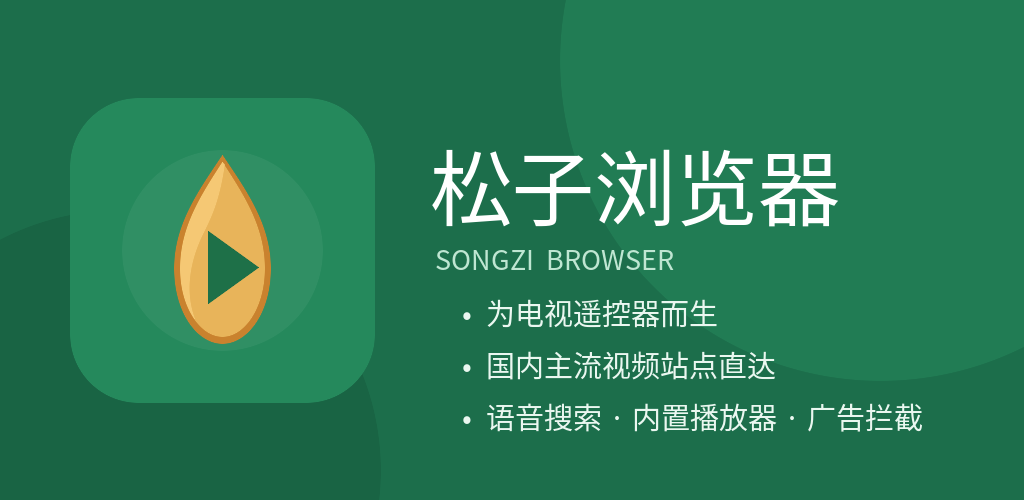 松子浏览器
SONGZI BROWSER
• 为电视遥控器而生
• 国内主流视频站点直达
• 语音搜索 · 内置播放器 · 广告拦截